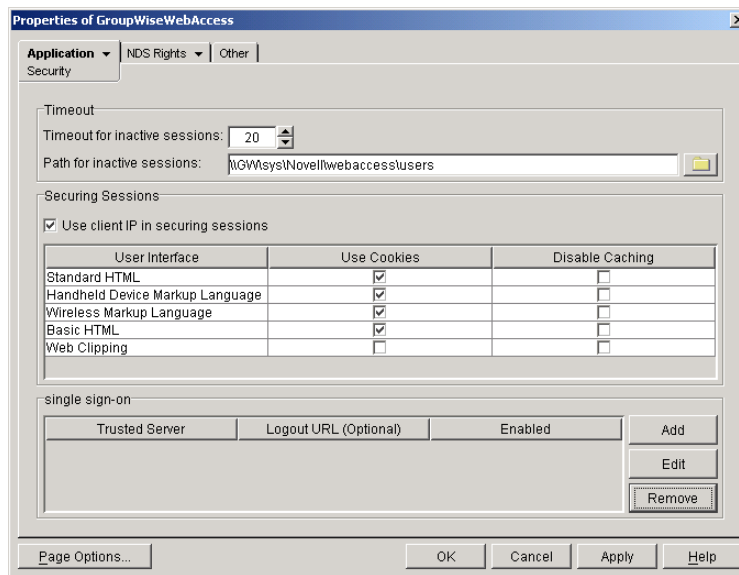 Properties of GroupWiseWebAccess
Application NDS Rights Other
Security
Timeout
Timeout for inactive sessions: 20
Path for inactive sessions: \\GW\sys\Novell\webaccess\users
Securing Sessions
Use client IP in securing sessions
User Interface Use Cookies Disable Caching
Standard HTML
Handheld Device Markup Language
Wireless Markup Language
Basic HTML
Web Clipping
single sign-on
Trusted Server Logout URL (Optional) Enabled Add
Edit
Remove
Page Options... OK Cancel Apply Help